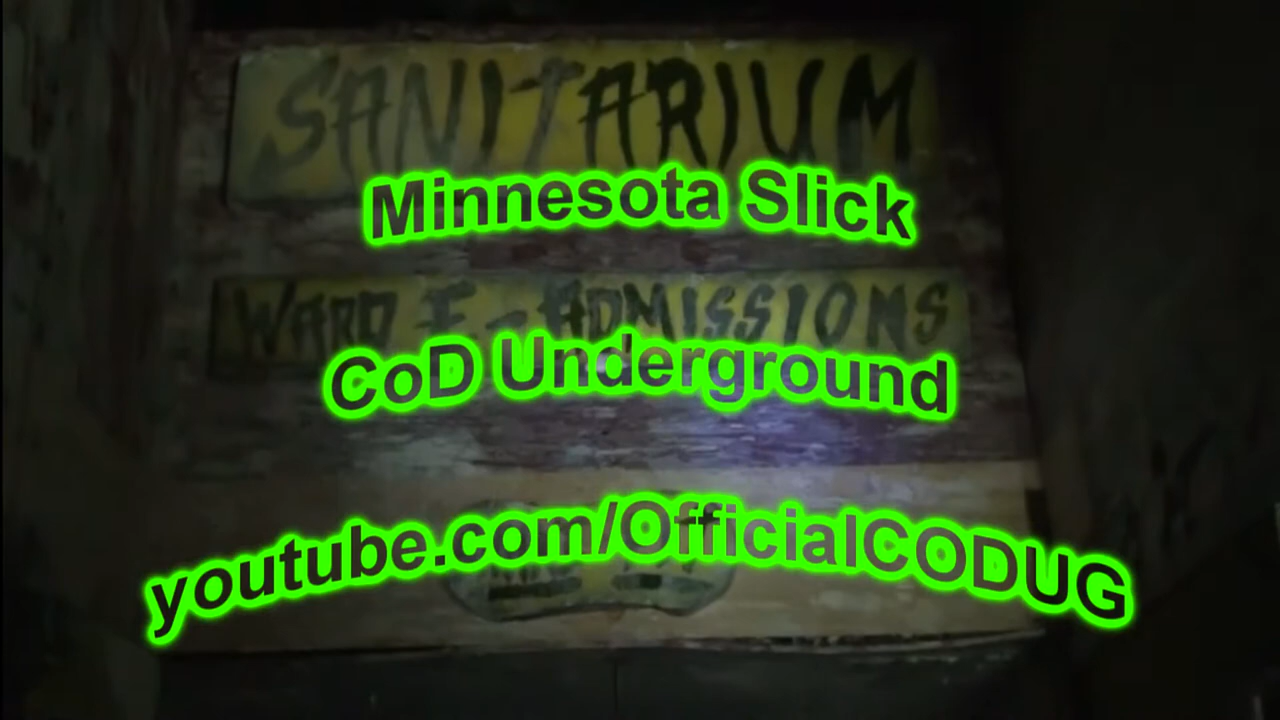 SANITARIUM
Minnesota Slick
WARD E - ADMISSIONS
CoD Underground
youtube.com/OfficialCODUG